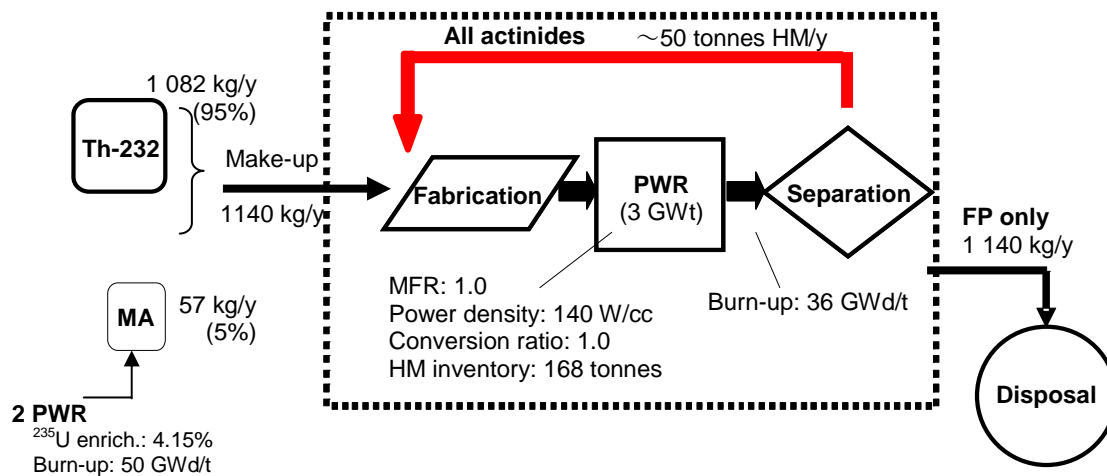 All actinides ～50 tonnes HM/y
1 082 kg/y
(95%)
Th-232
Make-up
1140 kg/y
Fabrication
PWR
(3 GWt)
Separation
FP only
1 140 kg/y
MFR: 1.0
Power density: 140 W/cc
Conversion ratio: 1.0
HM inventory: 168 tonnes
Burn-up: 36 GWd/t
MA
57 kg/y
(5%)
Disposal
2 PWR
²³⁵U enrich.: 4.15%
Burn-up: 50 GWd/t